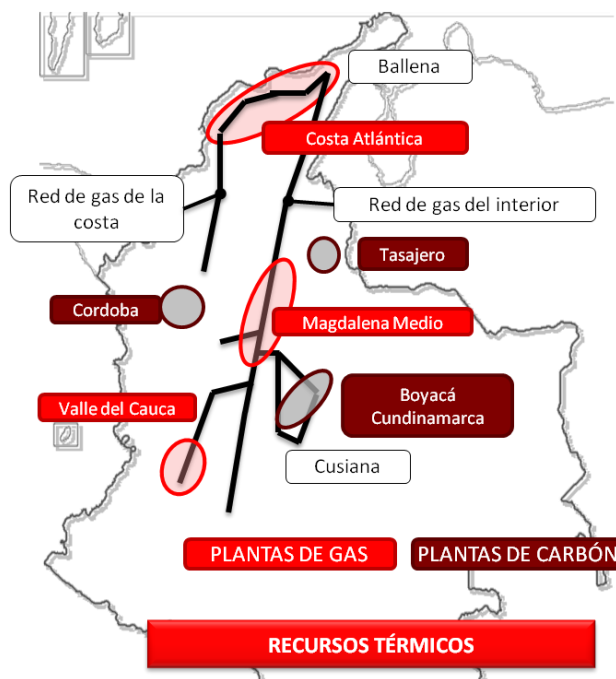 Ballena
Costa Atlántica
Red de gas de la
costa
Red de gas del interior
Tasajero
Cordoba
Magdalena Medio
Valle del Cauca
Boyacá
Cundinamarca
Cusiana
PLANTAS DE GAS
PLANTAS DE CARBÓN
RECURSOS TÉRMICOS